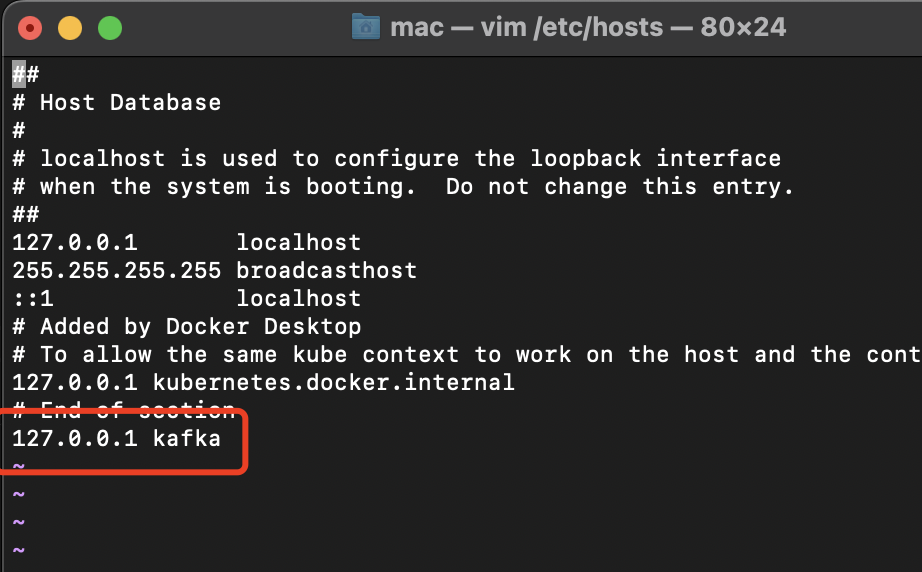 mac — vim /etc/hosts — 80×24
##
# Host Database
#
# localhost is used to configure the loopback interface
# when the system is booting.  Do not change this entry.
##
127.0.0.1       localhost
255.255.255.255 broadcasthost
::1             localhost
# Added by Docker Desktop
# To allow the same kube context to work on the host and the cont
127.0.0.1 kubernetes.docker.internal
# End of section
127.0.0.1 kafka
~
~
~
~